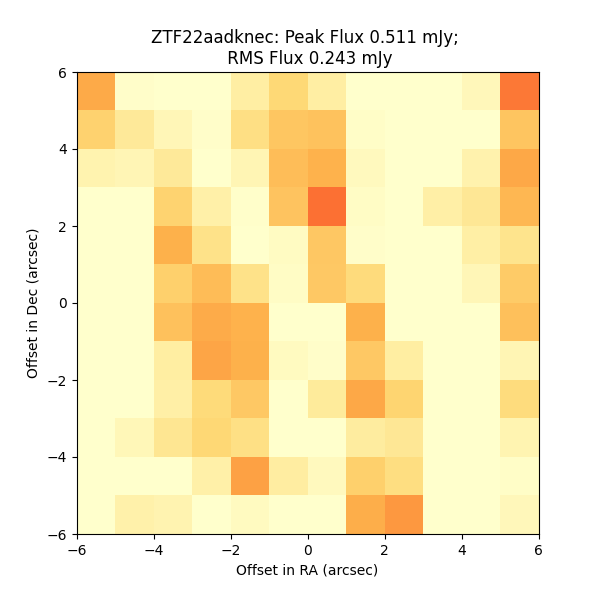 ZTF22aadknec: Peak Flux 0.511 mJy;
RMS Flux 0.243 mJy
6
4
2
0
−2
−4
−6
Offset in Dec (arcsec)
−6 −4 −2 0 2 4 6
Offset in RA (arcsec)